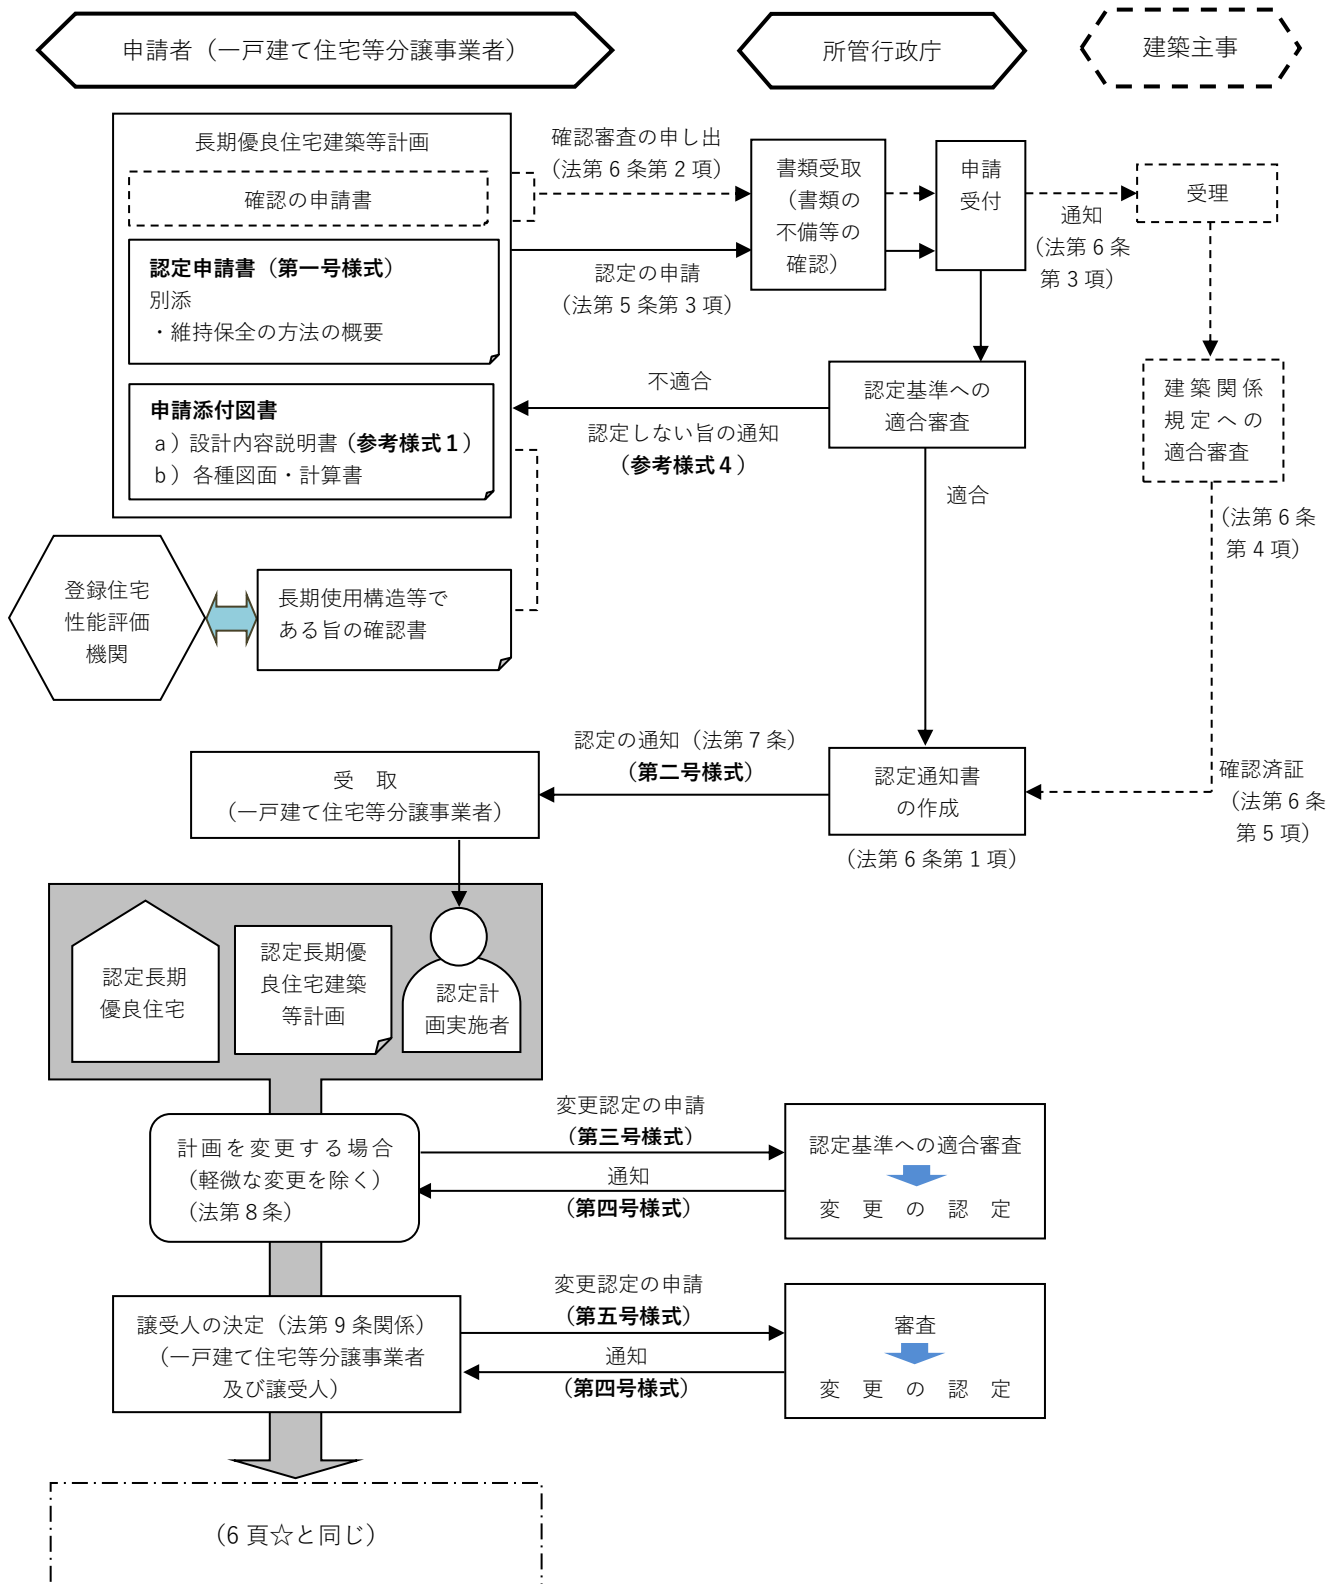 申請者（一戸建て住宅等分譲事業者）
所管行政庁
建築主事
長期優良住宅建築等計画
確認の申請書
認定申請書（第一号様式）
別添
・維持保全の方法の概要
申請添付図書
ａ）設計内容説明書（参考様式１）
ｂ）各種図面・計算書
確認審査の申し出
（法第６条第２項）
認定の申請
（法第５条第３項）
書類受取
（書類の
不備等の
確認）
申請
受付
通知
（法第６条
第３項）
受理
不適合
認定しない旨の通知
（参考様式４）
認定基準への
適合審査
適合
建築関係
規定への
適合審査
（法第６条
第４項）
登録住宅
性能評価
機関
長期使用構造等で
ある旨の確認書
認定の通知（法第７条）
（第二号様式）
受　取
（一戸建て住宅等分譲事業者）
認定通知書
の作成
（法第６条第１項）
確認済証
（法第６条
第５項）
認定長期
優良住宅
認定長期優
良住宅建築
等計画
認定計
画実施者
計画を変更する場合
（軽微な変更を除く）
（法第８条）
変更認定の申請
（第三号様式）
通知
（第四号様式）
認定基準への適合審査
変　更　の　認　定
譲受人の決定（法第９条関係）
（一戸建て住宅等分譲事業者
及び譲受人）
変更認定の申請
（第五号様式）
通知
（第四号様式）
審査
変　更　の　認　定
（6 頁☆と同じ）